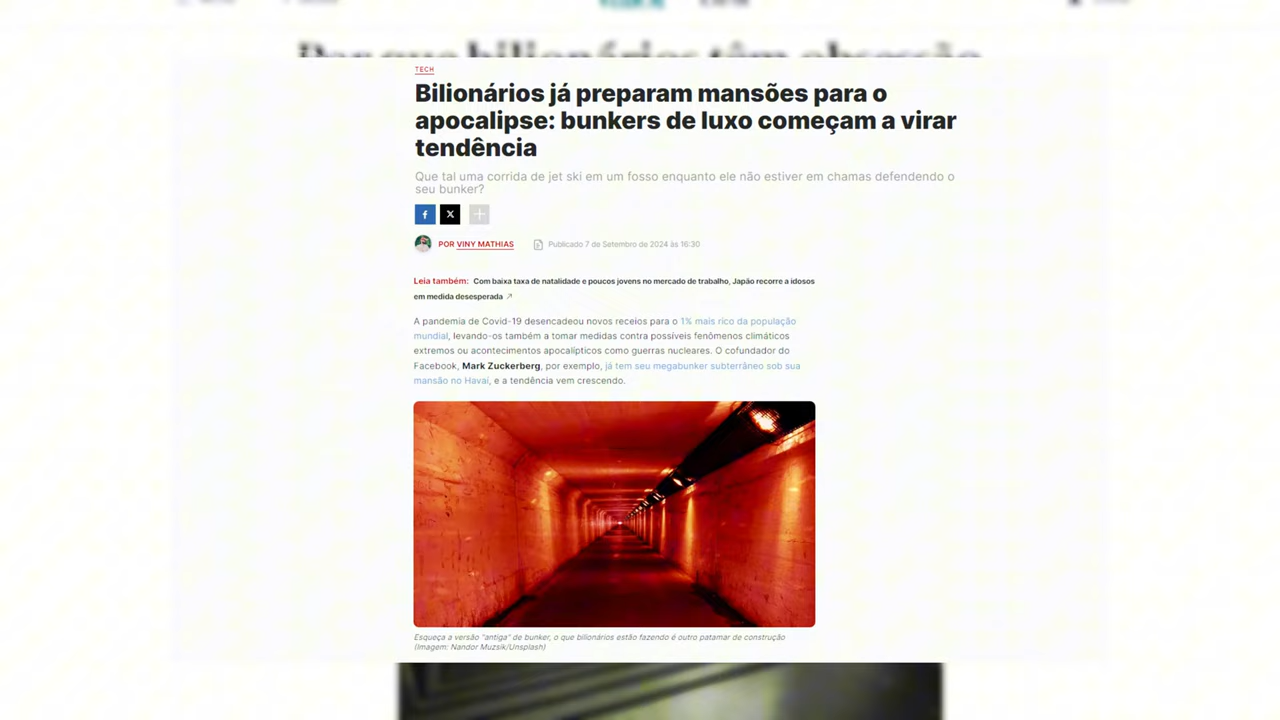 Por que bilionários têm obsessão
TECH
Bilionários já preparam mansões para o
apocalipse: bunkers de luxo começam a virar
tendência
Que tal uma corrida de jet ski em um fosso enquanto ele não estiver em chamas defendendo o
seu bunker?
POR VINY MATHIAS Publicado 7 de Setembro de 2024 às 16:30
Leia também: Com baixa taxa de natalidade e poucos jovens no mercado de trabalho, Japão recorre a idosos
em medida desesperada ↗
A pandemia de Covid-19 desencadeou novos receios para o 1% mais rico da população
mundial, levando-os também a tomar medidas contra possíveis fenômenos climáticos
extremos ou acontecimentos apocalípticos como guerras nucleares. O cofundador do
Facebook, Mark Zuckerberg, por exemplo, já tem seu megabunker subterrâneo sob sua
mansão no Havaí, e a tendência vem crescendo.
Esqueça a versão "antiga" de bunker, o que bilionários estão fazendo é outro patamar de construção
(Imagem: Nandor Muzsik/Unsplash)